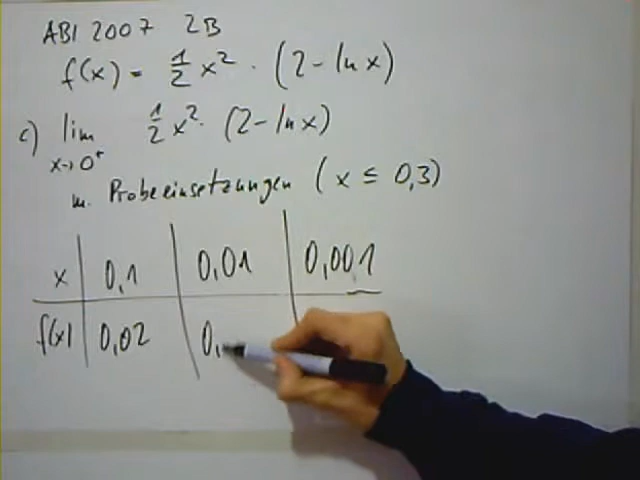 ABI 2007 2B
f(x) = 1/2 x² · (2 - ln x)
c) lim x→0⁺ 1/2 x² · (2 - ln x)
m. Probeeinsetzungen (x ≤ 0,3)
x | 0,1 | 0,01 | 0,001
f(x) | 0,02 | 0,